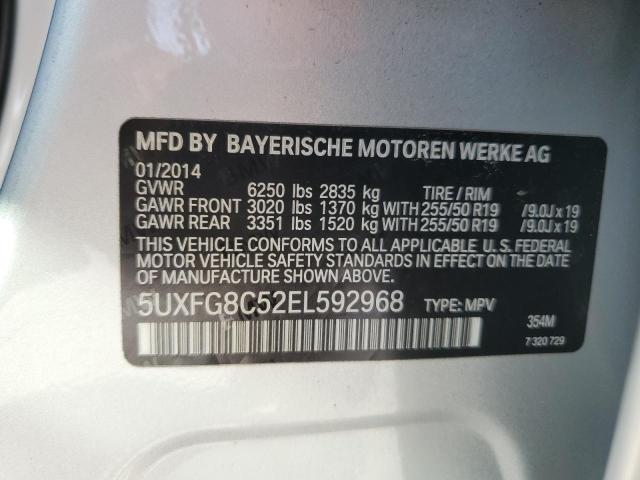 MFD BY BAYERISCHE MOTOREN WERKE AG
01/2014
GVWR 6250 lbs 2835 kg TIRE / RIM
GAWR FRONT 3020 lbs 1370 kg WITH 255/50 R19 /9.0J x 19
GAWR REAR 3351 lbs 1520 kg WITH 255/50 R19 /9.0J x 19
THIS VEHICLE CONFORMS TO ALL APPLICABLE U.S. FEDERAL
MOTOR VEHICLE SAFETY STANDARDS IN EFFECT ON THE DATE
OF MANUFACTURE SHOWN ABOVE.
5UXFG8C52EL592968 TYPE: MPV
354M
7 320 729